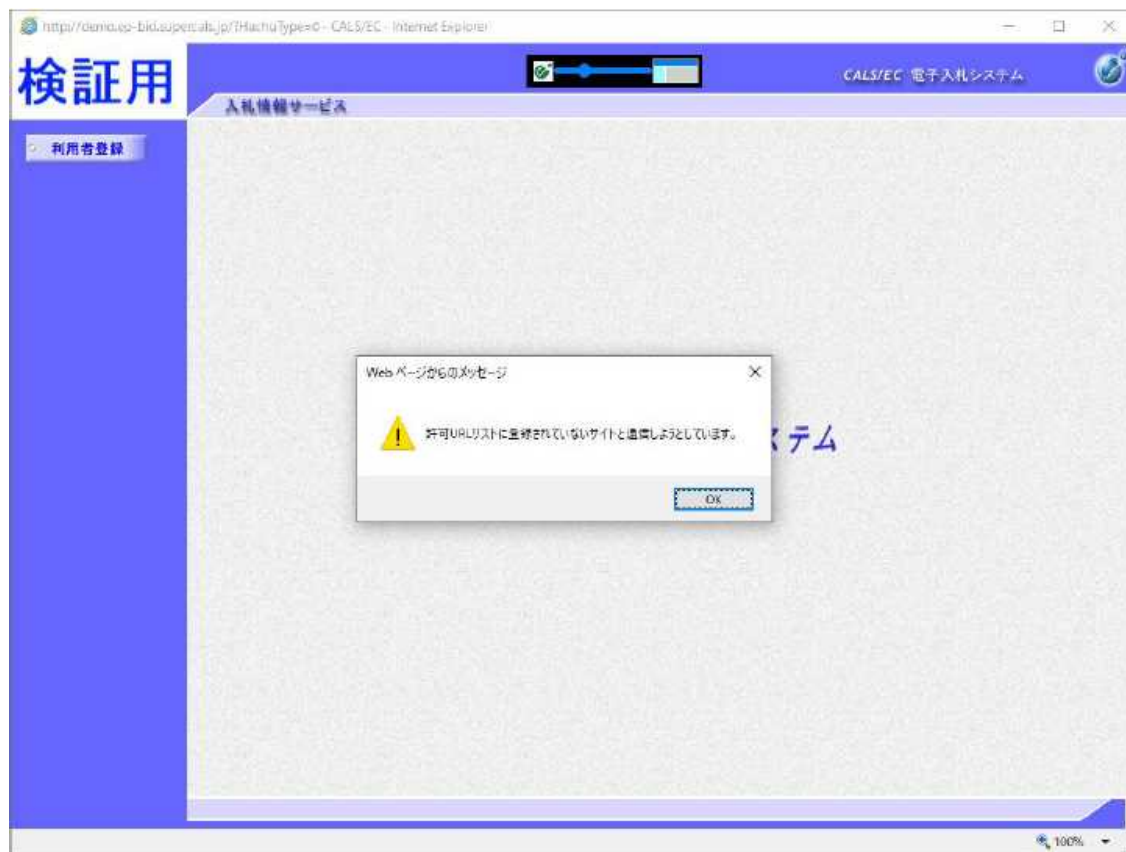 http://demo.ep-bid.supercals.jp/?HachuType=0 - CALS/EC - Internet Explorer
検証用
CALS/EC 電子入札システム
入札情報サービス
利用者登録
Web ページからのメッセージ
許可URLリストに登録されていないサイトと通信しようとしています。
ステム
OK
100%